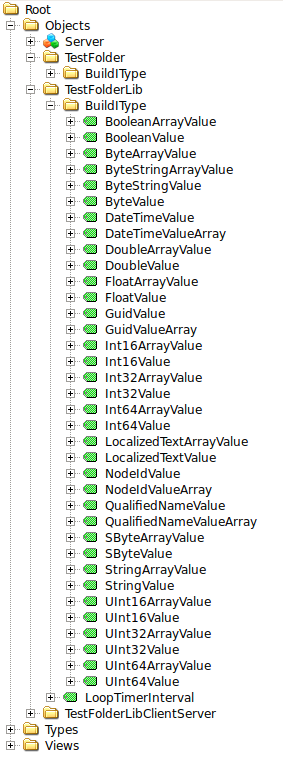 Root
Objects
Server
TestFolder
BuildIType
TestFolderLib
BuildIType
BooleanArrayValue
BooleanValue
ByteArrayValue
ByteStringArrayValue
ByteStringValue
ByteValue
DateTimeValue
DateTimeValueArray
DoubleArrayValue
DoubleValue
FloatArrayValue
FloatValue
GuidValue
GuidValueArray
Int16ArrayValue
Int16Value
Int32ArrayValue
Int32Value
Int64ArrayValue
Int64Value
LocalizedTextArrayValue
LocalizedTextValue
NodeIdValue
NodeIdValueArray
QualifiedNameValue
QualifiedNameValueArray
SByteArrayValue
SByteValue
StringArrayValue
StringValue
UInt16ArrayValue
UInt16Value
UInt32ArrayValue
UInt32Value
UInt64ArrayValue
UInt64Value
LoopTimerInterval
TestFolderLibClientServer
Types
Views